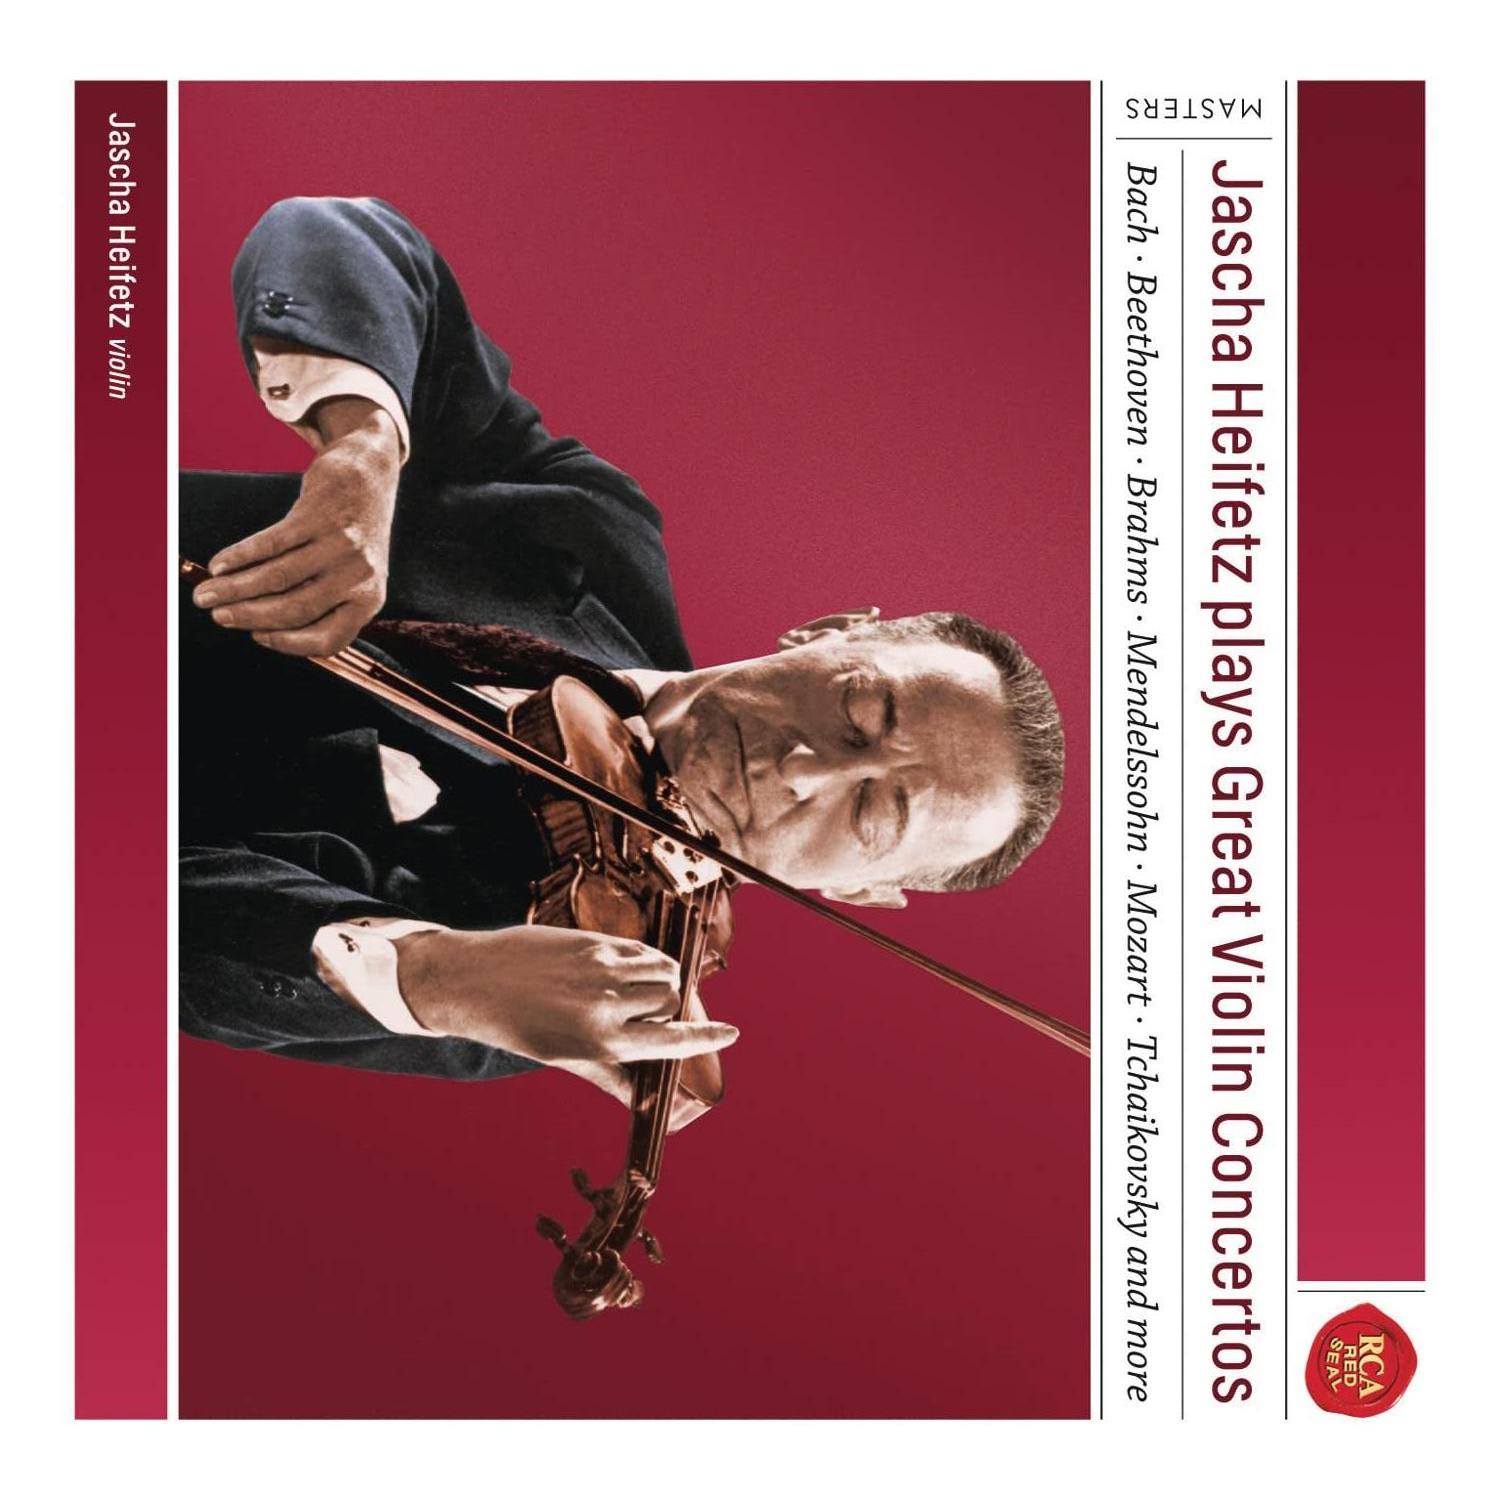 MASTERS
Jascha Heifetz plays Great Violin Concertos
Bach · Beethoven · Brahms · Mendelssohn · Mozart · Tchaikovsky and more
Jascha Heifetz violin
RCA
RED
SEAL